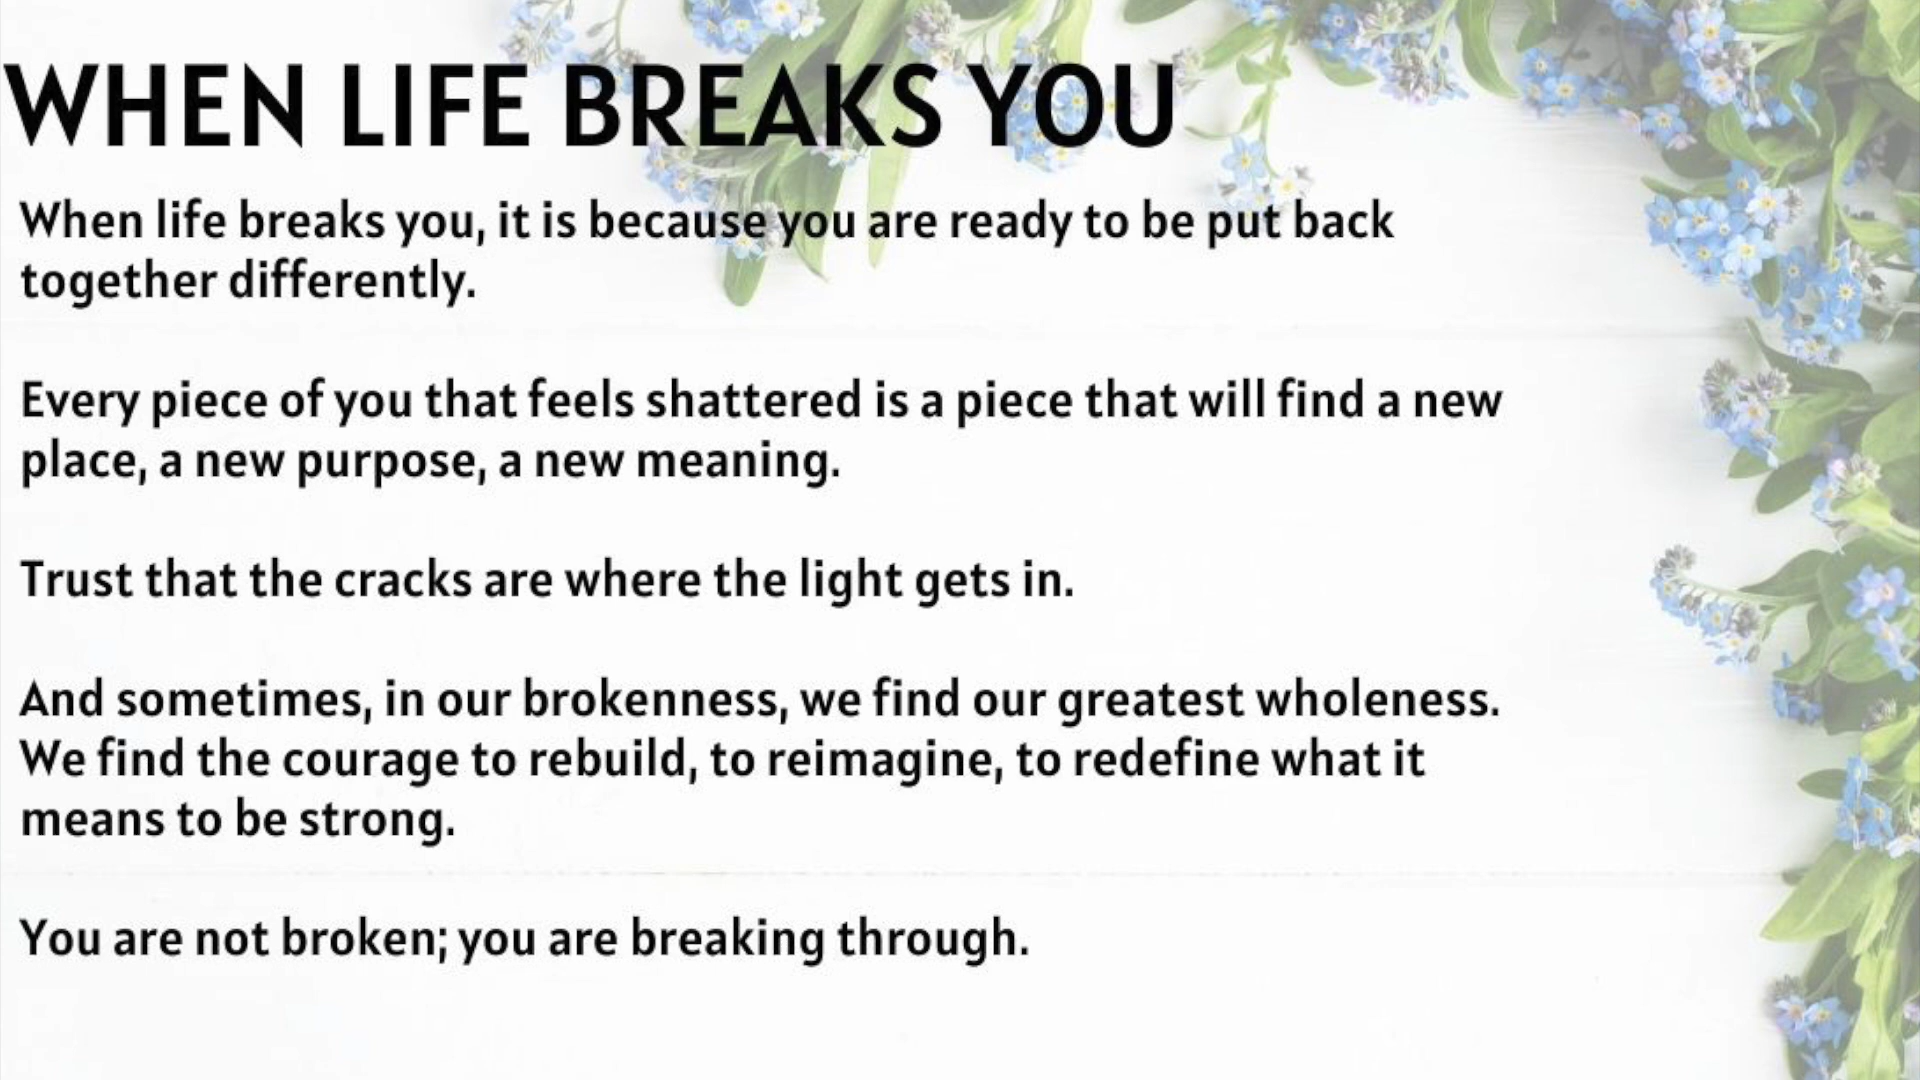 WHEN LIFE BREAKS YOU
When life breaks you, it is because you are ready to be put back
together differently.
Every piece of you that feels shattered is a piece that will find a new
place, a new purpose, a new meaning.
Trust that the cracks are where the light gets in.
And sometimes, in our brokenness, we find our greatest wholeness.
We find the courage to rebuild, to reimagine, to redefine what it
means to be strong.
You are not broken; you are breaking through.